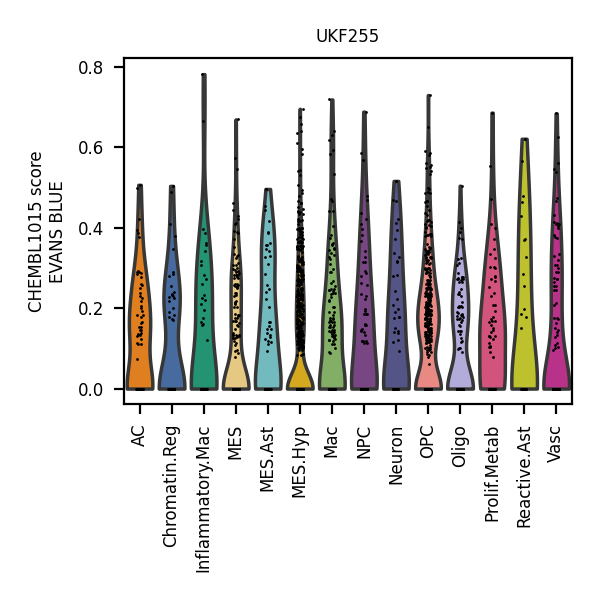 UKF255
CHEMBL1015 score
EVANS BLUE
0.8
0.6
0.4
0.2
0.0
AC
Chromatin.Reg
Inflammatory.Mac
MES
MES.Ast
MES.Hyp
Mac
NPC
Neuron
OPC
Oligo
Prolif.Metab
Reactive.Ast
Vasc